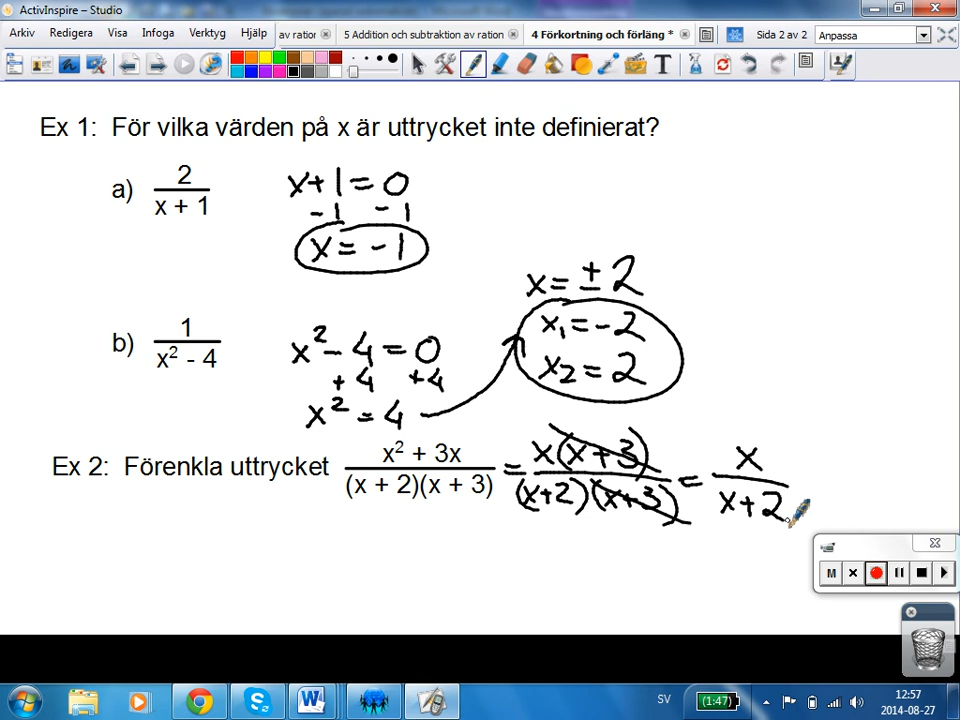 ActivInspire – Studio
Arkiv Redigera Visa Infoga Verktyg Hjälp av ration 5 Addition och subtraktion av ration 4 Förkortning och förläng * Sida 2 av 2 Anpassa
Ex 1: För vilka värden på x är uttrycket inte definierat?
a) 2/(x + 1) x+1=0
-1 -1
x = -1
b) 1/(x² - 4) x²-4=0
+4 +4
x² = 4
x = ±2
x₁ = -2
x₂ = 2
Ex 2: Förenkla uttrycket (x² + 3x)/((x + 2)(x + 3)) = x(x+3)/((x+2)(x+3)) = x/(x+2)
M
SV (1:47) 12:57
2014-08-27